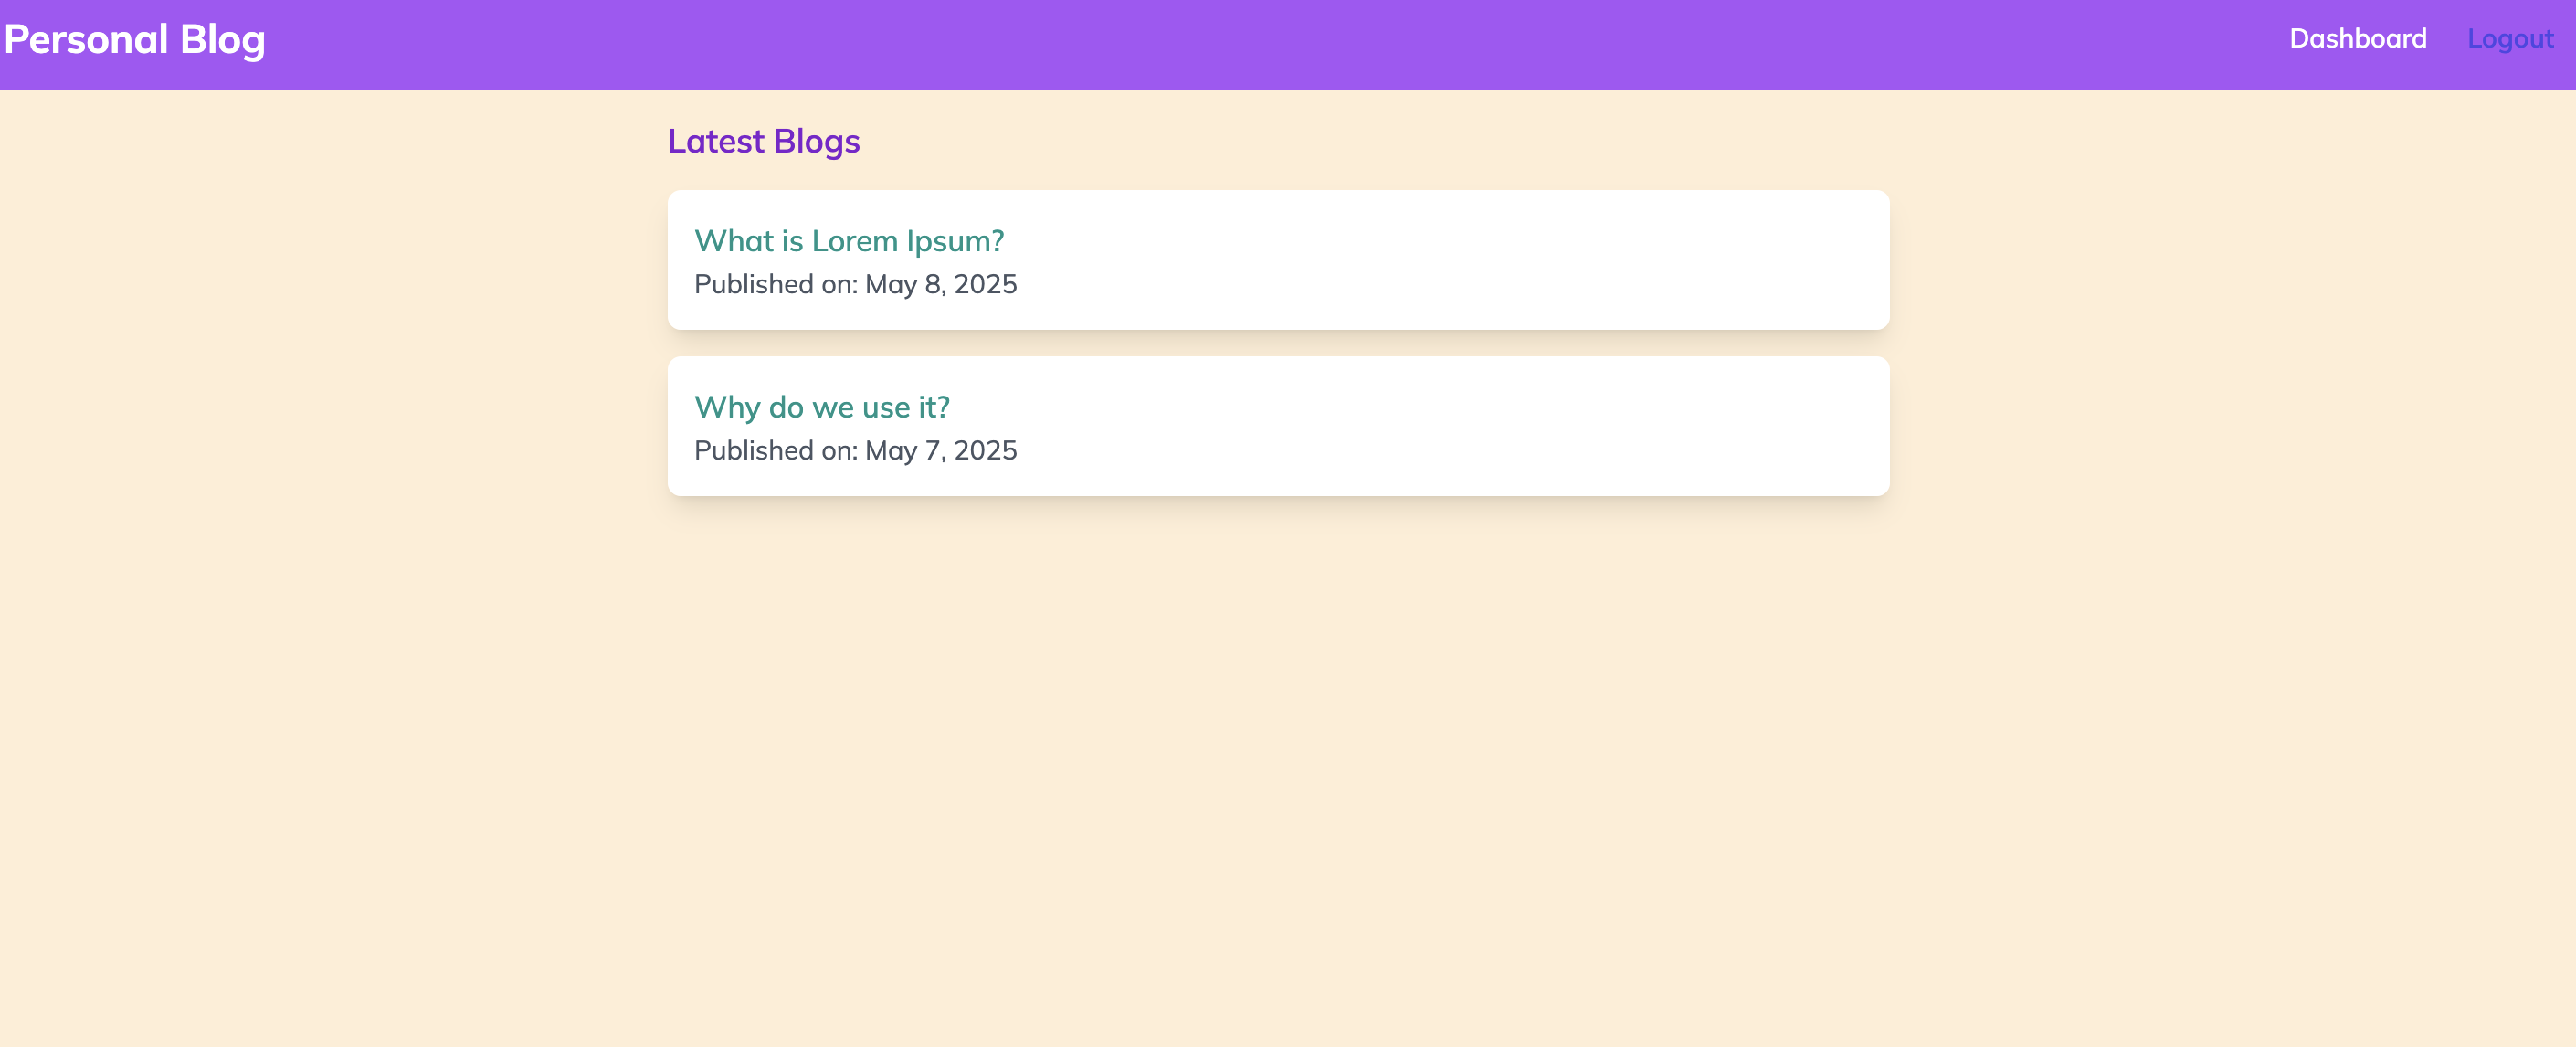 Personal Blog
Dashboard
Logout
Latest Blogs
What is Lorem Ipsum?
Published on: May 8, 2025
Why do we use it?
Published on: May 7, 2025